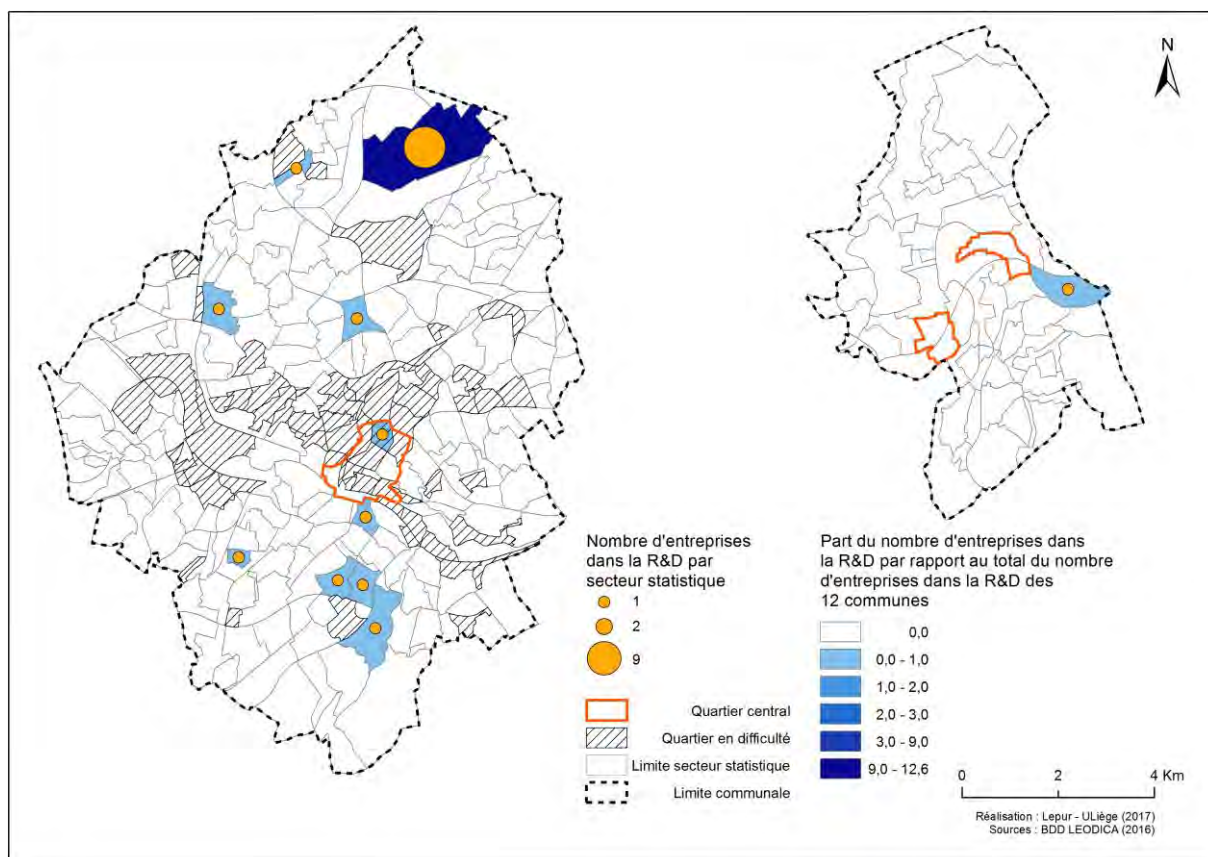 N
Nombre d'entreprises
dans la R&D par
secteur statistique
1
2
9
Quartier central
Quartier en difficulté
Limite secteur statistique
Limite communale
Part du nombre d'entreprises dans
la R&D par rapport au total du nombre
d'entreprises dans la R&D des
12 communes
0,0
0,0 - 1,0
1,0 - 2,0
2,0 - 3,0
3,0 - 9,0
9,0 - 12,6
0 2 4 Km
Réalisation : Lepur - ULiège (2017)
Sources : BDD LEODICA (2016)